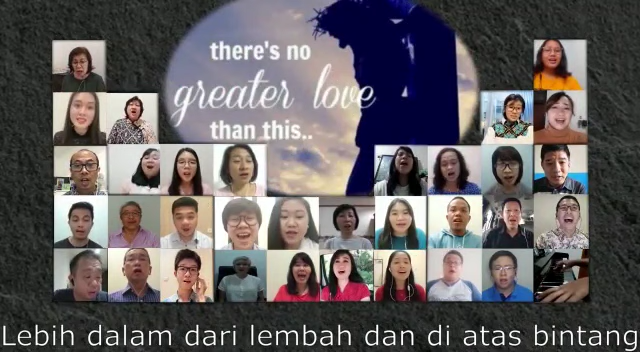 there's no
greater love
than this..
Lebih dalam dari lembah dan di atas bintang